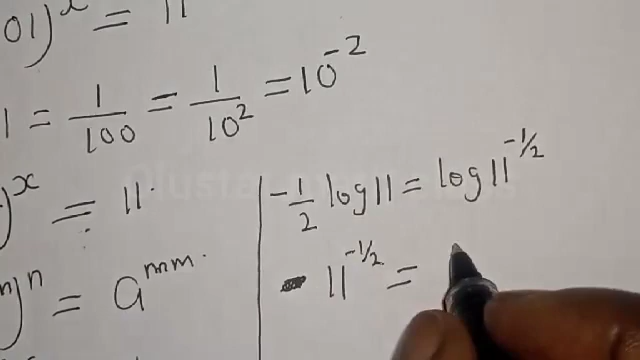 01)^x = 11
1 = 1/100 = 1/10^2 = 10^-2
)^x = 11.
)^n = a^mm.
-1/2 log 11 = log 11^-1/2
11^-1/2 =